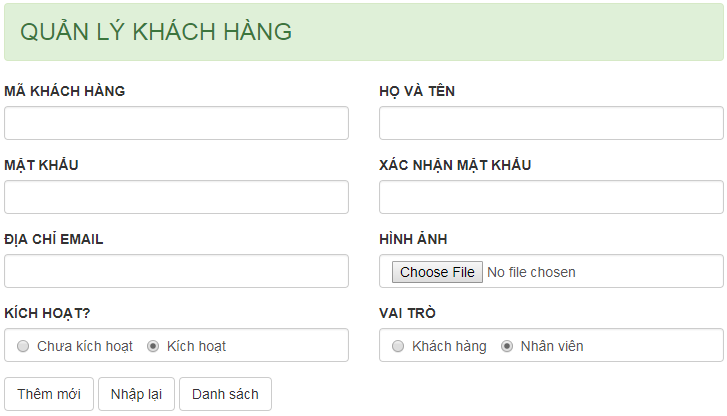 QUẢN LÝ KHÁCH HÀNG
MÃ KHÁCH HÀNG
HỌ VÀ TÊN
MẬT KHẨU
XÁC NHẬN MẬT KHẨU
ĐỊA CHỈ EMAIL
HÌNH ẢNH
Choose File No file chosen
KÍCH HOẠT?
VAI TRÒ
Chưa kích hoạt Kích hoạt
Khách hàng Nhân viên
Thêm mới Nhập lại Danh sách